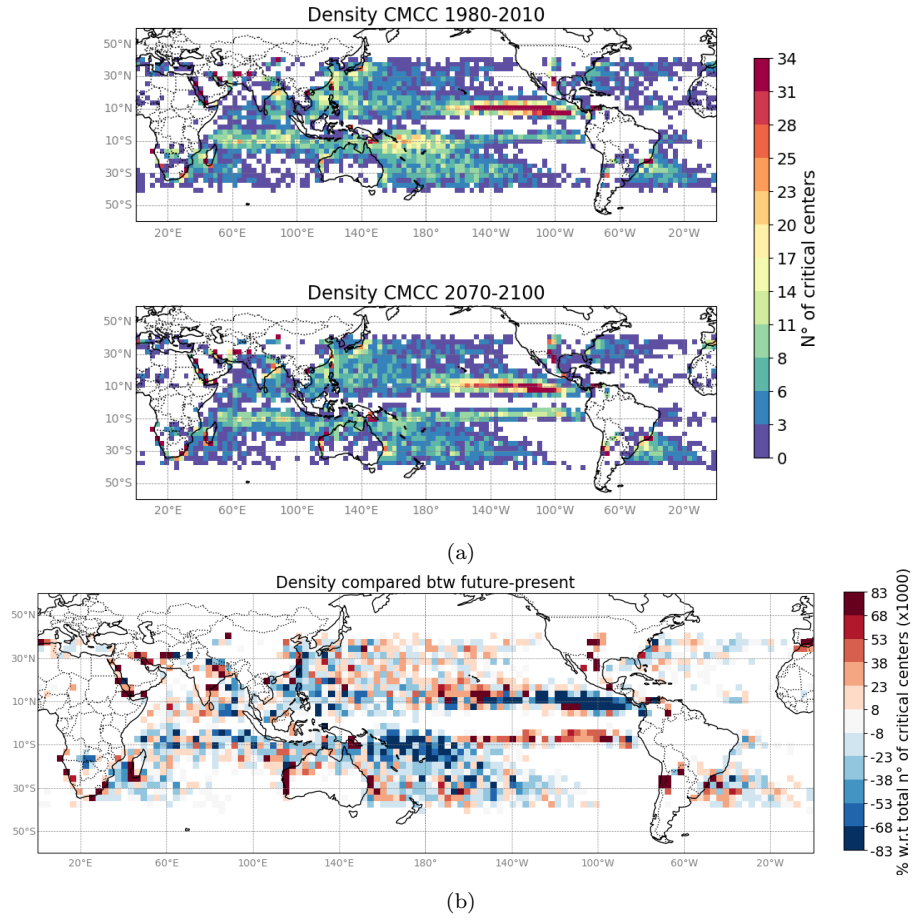 Density CMCC 1980-2010
50°N
30°N
10°N
10°S
30°S
50°S
20°E 60°E 100°E 140°E 180° 140°W 100°W 60°W 20°W
Density CMCC 2070-2100
50°N
30°N
10°N
10°S
30°S
50°S
20°E 60°E 100°E 140°E 180° 140°W 100°W 60°W 20°W
34
31
28
25
23
20
17
14
11
8
6
3
0
N° of critical centers
(a)
Density compared btw future-present
50°N
30°N
10°N
10°S
30°S
50°S
20°E 60°E 100°E 140°E 180° 140°W 100°W 60°W 20°W
83
68
53
38
23
8
-8
-23
-38
-53
-68
-83
% w.r.t total n° of critical centers (x1000)
(b)